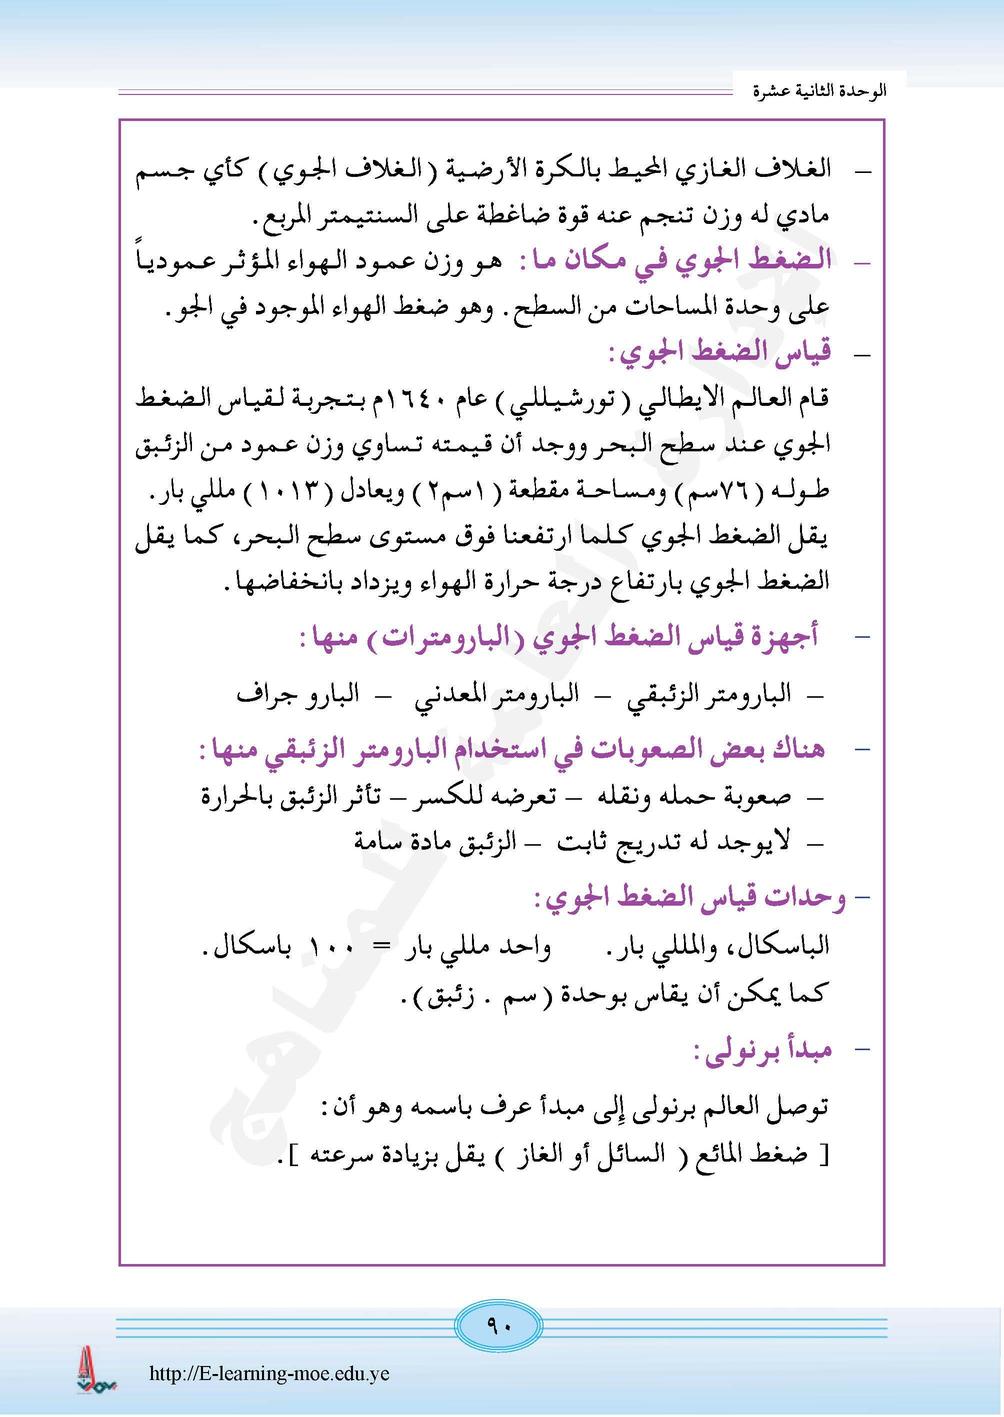 الوحدة الثانية عشرة
– الغلاف الغازي المحيط بالكرة الأرضية (الغلاف الجوي) كأي جسم
مادي له وزن تنجم عنه قوة ضاغطة على السنتيمتر المربع.
– الضغط الجوي في مكان ما: هو وزن عمود الهواء المؤثر عمودياً
على وحدة المساحات من السطح. وهو ضغط الهواء الموجود في الجو.
– قياس الضغط الجوي:
قام العالم الايطالي (تورشيللي) عام ١٦٤٠م بتجربة لقياس الضغط
الجوي عند سطح البحر ووجد أن قيمته تساوي وزن عمود من الزئبق
طوله (٧٦سم) ومساحة مقطعة (١سم٢) ويعادل (١٠١٣) مللي بار.
يقل الضغط الجوي كلما ارتفعنا فوق مستوى سطح البحر، كما يقل
الضغط الجوي بارتفاع درجة حرارة الهواء ويزداد بانخفاضها.
– أجهزة قياس الضغط الجوي (البارومترات) منها:
– البارومتر الزئبقي – البارومتر المعدني – البارو جراف
– هناك بعض الصعوبات في استخدام البارومتر الزئبقي منها:
– صعوبة حمله ونقله – تعرضه للكسر – تأثر الزئبق بالحرارة
– لايوجد له تدريج ثابت – الزئبق مادة سامة
– وحدات قياس الضغط الجوي:
الباسكال، والمللي بار. واحد مللي بار = ١٠٠ باسكال.
كما يمكن أن يقاس بوحدة (سم . زئبق).
– مبدأ برنولى:
توصل العالم برنولى إلى مبدأ عرف باسمه وهو أن:
[ ضغط المائع ( السائل أو الغاز ) يقل بزيادة سرعته ].
٩٠
http://E-learning-moe.edu.ye